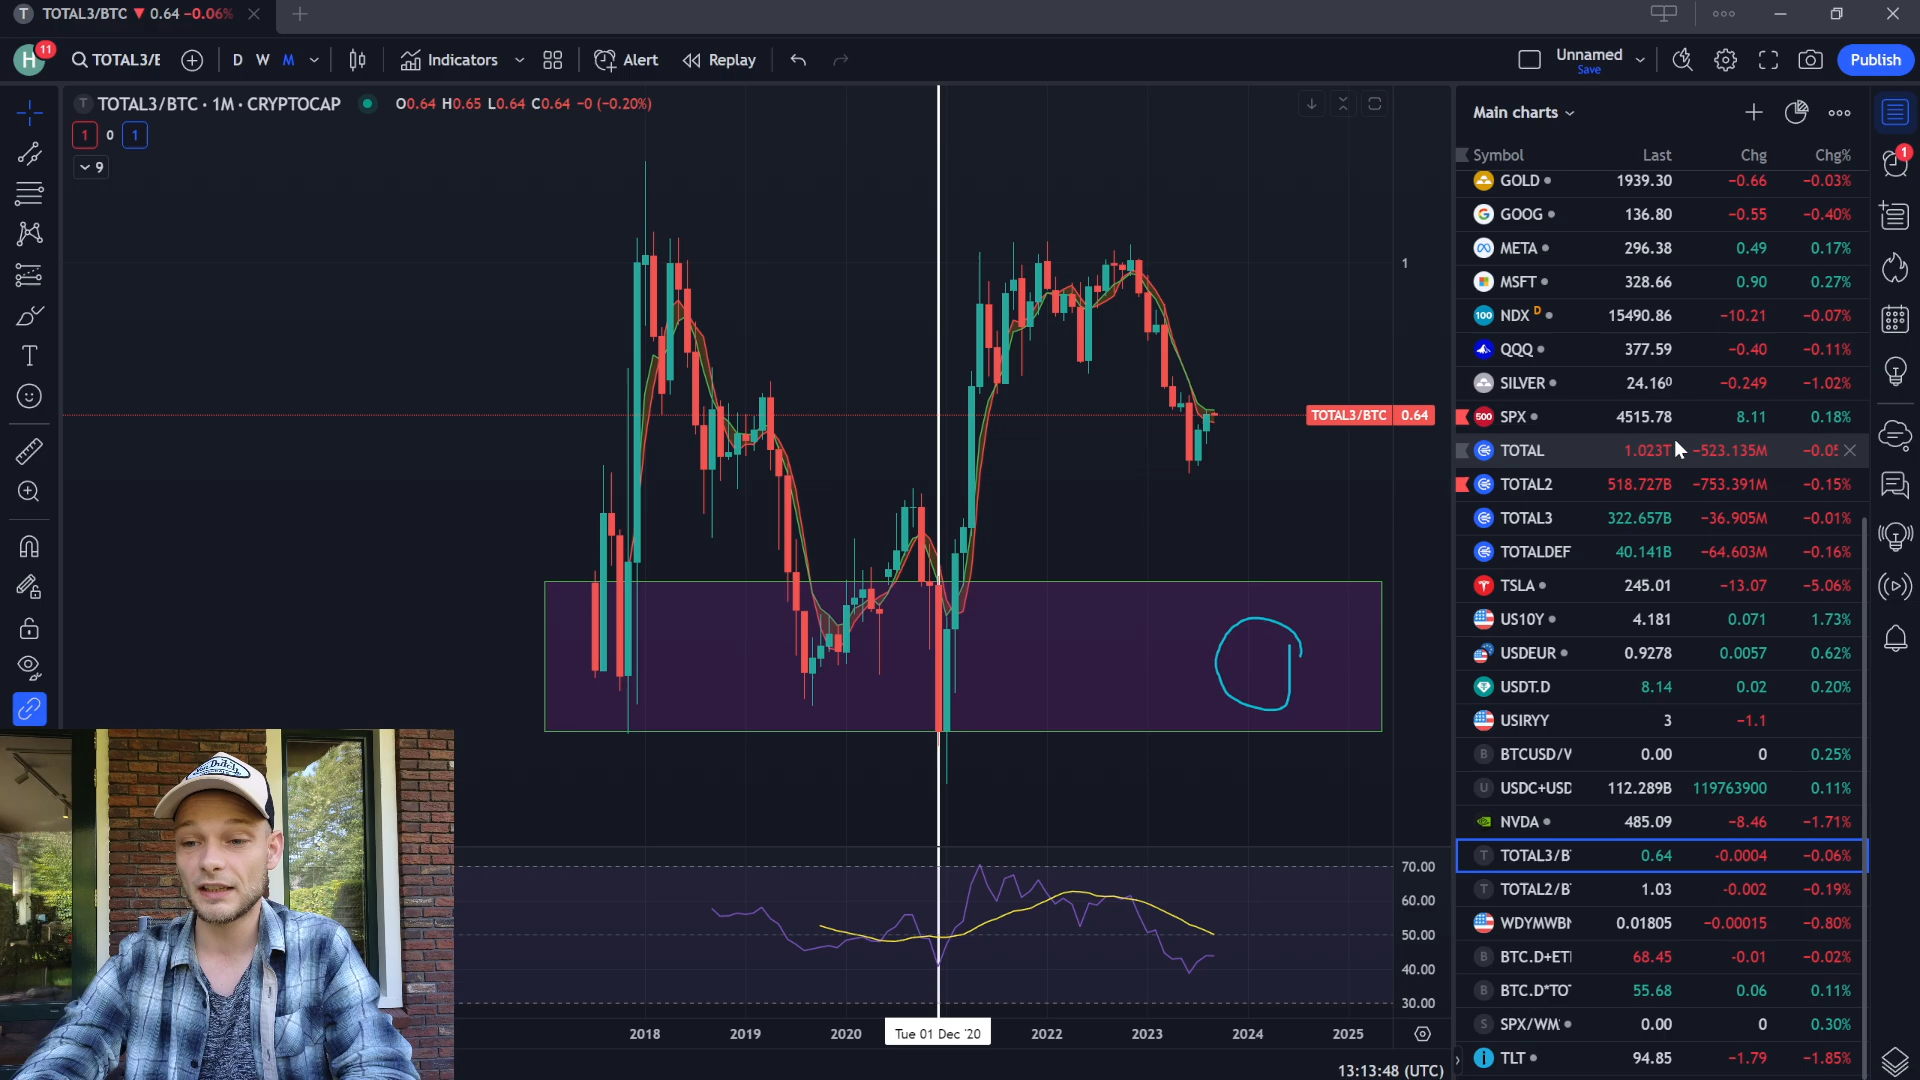 TOTAL3/BTC ▼ 0.64 −0.06%
H 11 TOTAL3/E D W M Indicators Alert Replay Unnamed Save Publish
TOTAL3/BTC · 1M · CRYPTOCAP O0.64 H0.65 L0.64 C0.64 −0 (−0.20%)
1 0 1
9
1
TOTAL3/BTC 0.64
70.00
60.00
50.00
40.00
30.00
2018 2019 2020 Tue 01 Dec '20 2022 2023 2024 2025
13:13:48 (UTC)
Main charts
Symbol Last Chg Chg%
GOLD 1939.30 −0.66 −0.03%
GOOG 136.80 −0.55 −0.40%
META 296.38 0.49 0.17%
MSFT 328.66 0.90 0.27%
100 NDX D 15490.86 −10.21 −0.07%
QQQ 377.59 −0.40 −0.11%
SILVER 24.160 −0.249 −1.02%
500 SPX 4515.78 8.11 0.18%
TOTAL 1.023T −523.135M −0.05
TOTAL2 518.727B −753.391M −0.15%
TOTAL3 322.657B −36.905M −0.01%
TOTALDEF 40.141B −64.603M −0.16%
TSLA 245.01 −13.07 −5.06%
US10Y 4.181 0.071 1.73%
USDEUR 0.9278 0.0057 0.62%
USDT.D 8.14 0.02 0.20%
USIRYY 3 −1.1
B BTCUSD/V 0.00 0 0.25%
U USDC+USD 112.289B 119763900 0.11%
NVDA 485.09 −8.46 −1.71%
T TOTAL3/B 0.64 -0.0004 −0.06%
T TOTAL2/B 1.03 -0.002 −0.19%
WDYMWBN 0.01805 −0.00015 −0.80%
B BTC.D+ETI 68.45 -0.01 −0.02%
B BTC.D*TO 55.68 0.06 0.11%
S SPX/WM 0.00 0 0.30%
TLT 94.85 −1.79 −1.85%
1
Von Dutch